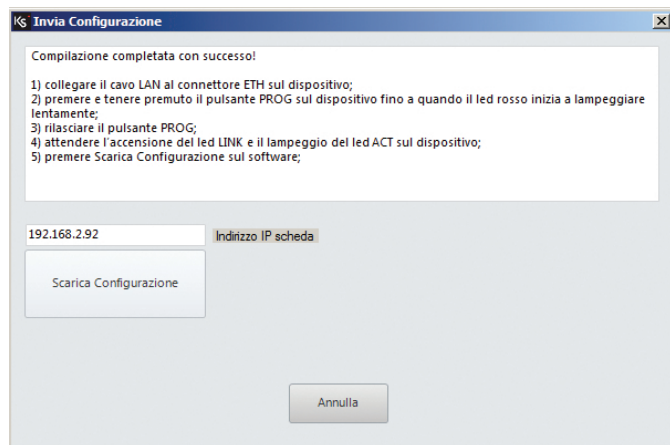 KS Invia Configurazione
Compilazione completata con successo!
1) collegare il cavo LAN al connettore ETH sul dispositivo;
2) premere e tenere premuto il pulsante PROG sul dispositivo fino a quando il led rosso inizia a lampeggiare
lentamente;
3) rilasciare il pulsante PROG;
4) attendere l'accensione del led LINK e il lampeggio del led ACT sul dispositivo;
5) premere Scarica Configurazione sul software;
192.168.2.92 Indirizzo IP scheda
Scarica Configurazione
Annulla